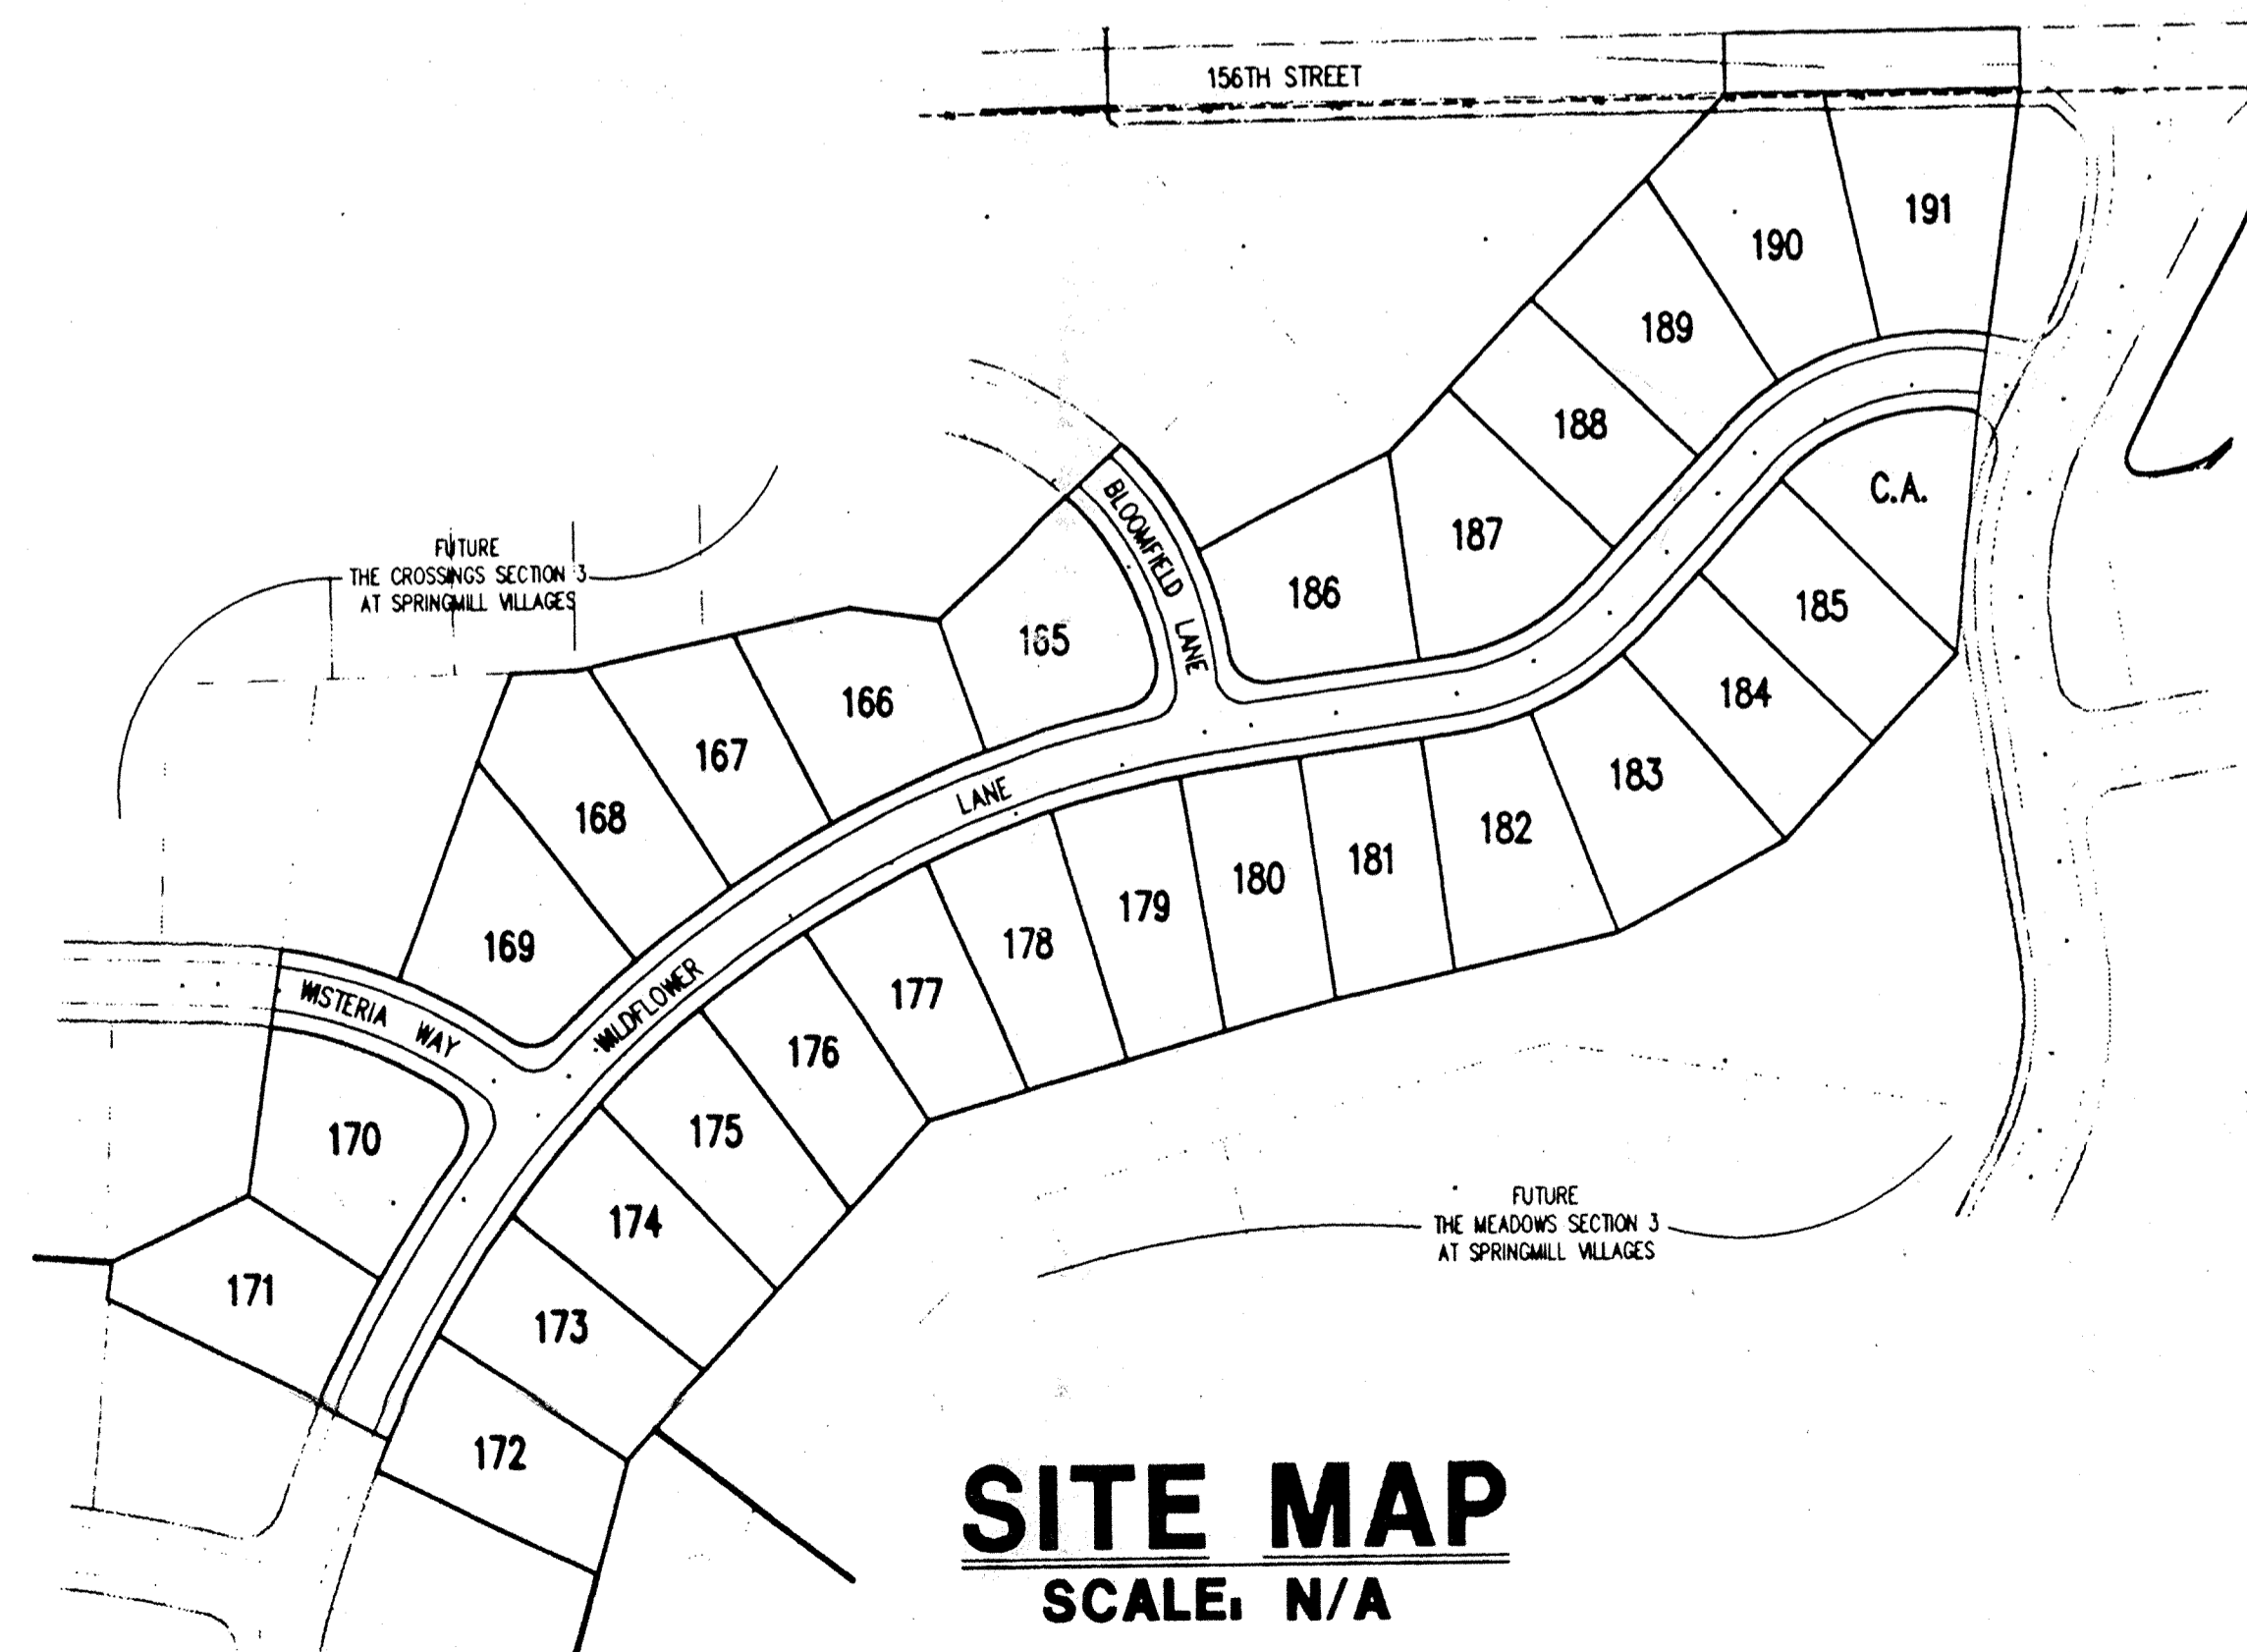 156TH STREET
191
190
189
188
C.A.
BLOOMFIELD LANE
187
186
185
FUTURE
THE CROSSINGS SECTION 3
AT SPRINGMILL VILLAGES
165
166
167
168
169
184
183
182
181
180
179
178
177
176
175
174
173
172
LANE
WILDFLOWER
WISTERIA WAY
170
171
FUTURE
THE MEADOWS SECTION 3
AT SPRINGMILL VILLAGES
SITE MAP
SCALE: N/A